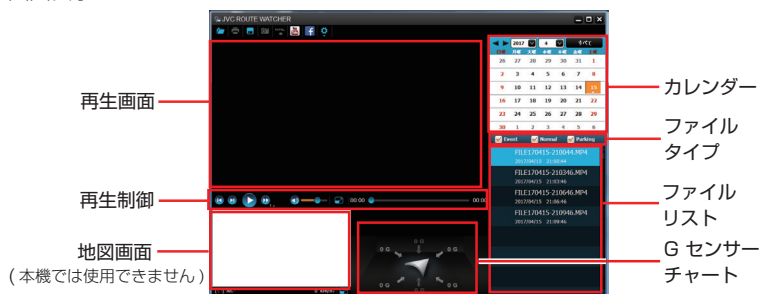 JVC ROUTE WATCHER
2017 4 すべて
日曜 月曜 火曜 水曜 木曜 金曜 土曜
26 27 28 29 30 31 1
2 3 4 5 6 7 8
9 10 11 12 13 14 15
16 17 18 19 20 21 22
23 24 25 26 27 28 29
30 1 2 3 4 5 6
Event Normal Parking
FILE170415-210044.MP4
2017/04/15 21:00:44
FILE170415-210346.MP4
2017/04/15 21:03:46
FILE170415-210646.MP4
2017/04/15 21:06:46
FILE170415-210946.MP4
2017/04/15 21:09:46
00:00 00:00
0 G
0 G 0 G
0 G 0 G
0 G
再生画面
再生制御
地図画面
(本機では使用できません)
カレンダー
ファイル
タイプ
ファイル
リスト
G センサー
チャート